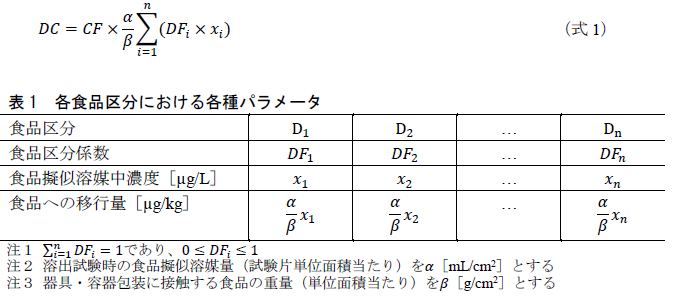 DC = CF × α/β ∑_{i=1}^{n} (DF_i × x_i) (式 1)
表1 各食品区分における各種パラメータ
食品区分 D₁ D₂ … Dₙ
食品区分係数 DF₁ DF₂ … DFₙ
食品擬似溶媒中濃度［μg/L］ x₁ x₂ … xₙ
食品への移行量［μg/kg］ α/β x₁ α/β x₂ … α/β xₙ
注1 ∑_{i=1}^{n} DF_i = 1であり、0 ≤ DF_i ≤ 1
注2 溶出試験時の食品擬似溶媒量（試験片単位面積当たり）をα［mL/cm²］とする
注3 器具・容器包装に接触する食品の重量（単位面積当たり）をβ［g/cm²］とする